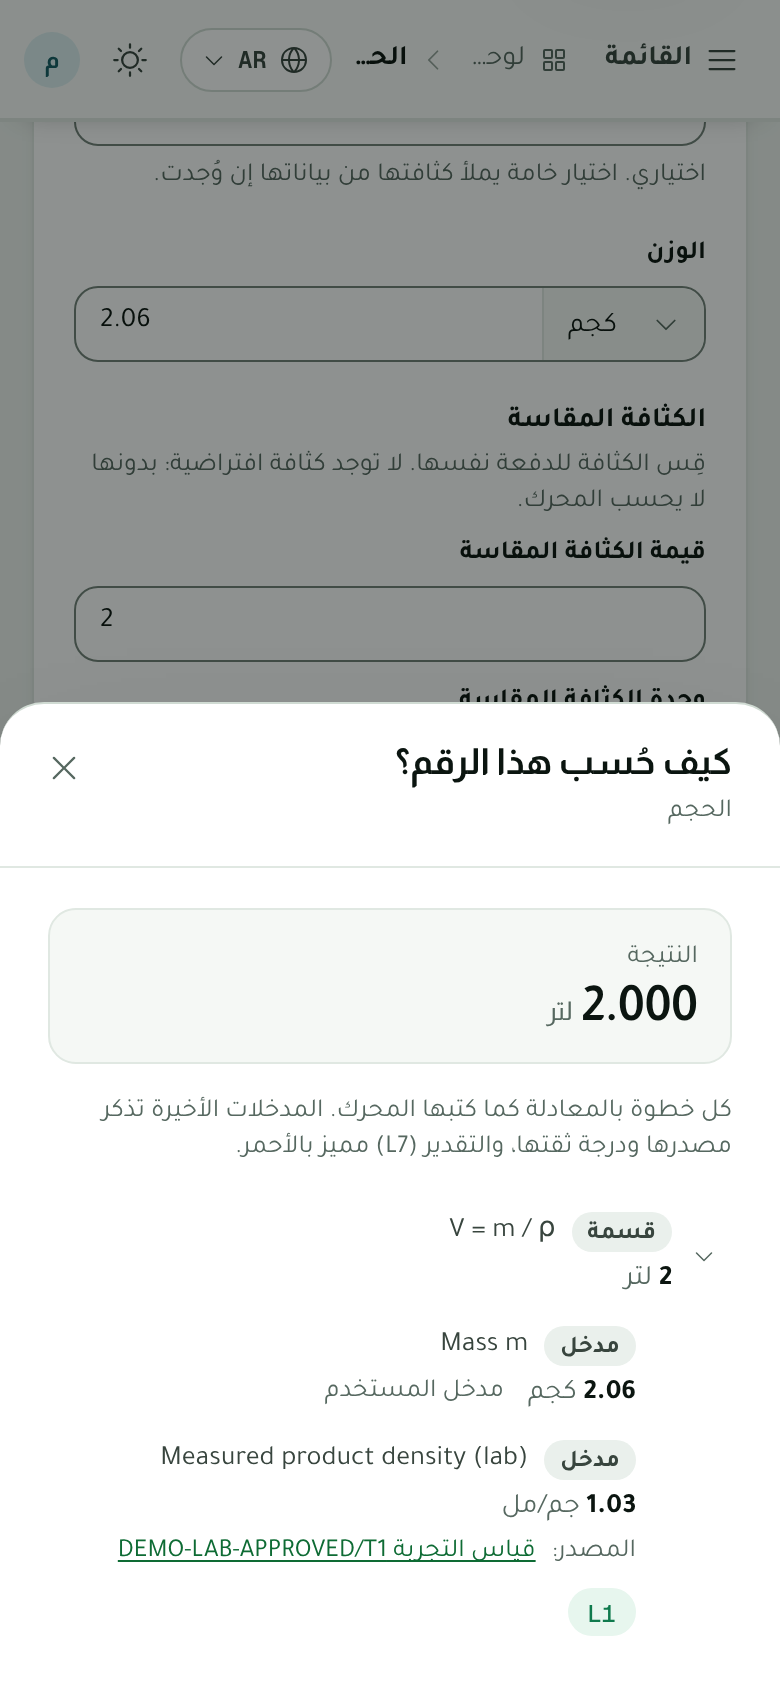 القائمة
لوحـ...
الحـ...
AR
م
اختياري. اختيار خامة يملأ كثافتها من بياناتها إن وُجدت.
الوزن
كجم
2.06
الكثافة المقاسة
قِس الكثافة للدفعة نفسها. لا توجد كثافة افتراضية: بدونها
لا يحسب المحرك.
قيمة الكثافة المقاسة
2
وحدة الكثافة المقاسة
كيف حُسب هذا الرقم؟
الحجم
النتيجة
2.000 لتر
كل خطوة بالمعادلة كما كتبها المحرك. المدخلات الأخيرة تذكر
مصدرها ودرجة ثقتها، والتقدير (L7) مميز بالأحمر.
قسمة V = m / ρ
2 لتر
مدخل Mass m
2.06 كجم مدخل المستخدم
مدخل Measured product density (lab)
1.03 جم/مل
المصدر: قياس التجربة DEMO-LAB-APPROVED/T1
L1